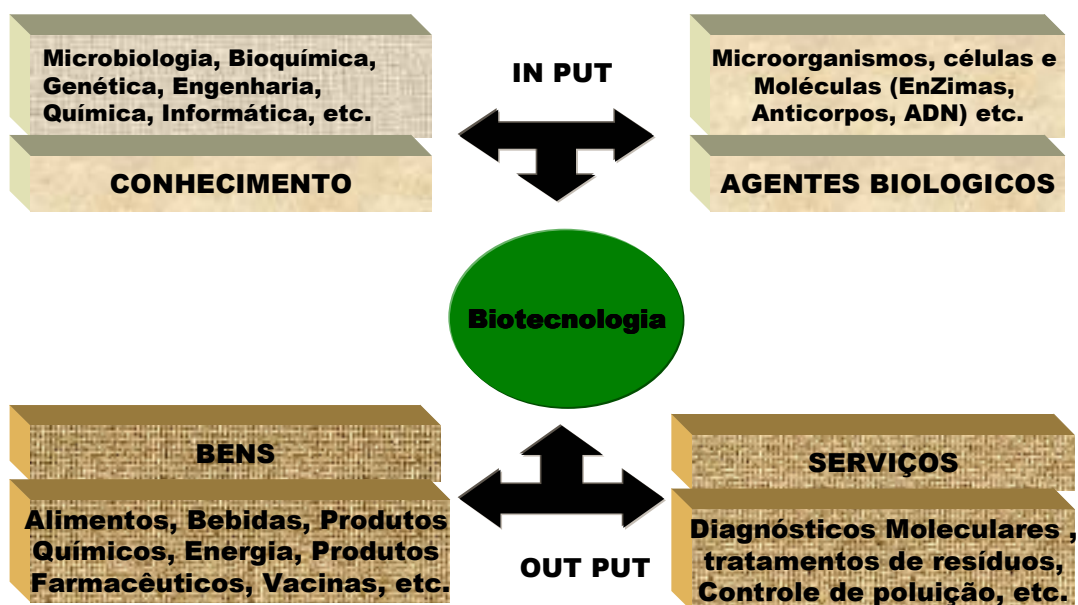 Microbiologia, Bioquímica,
Genética, Engenharia,
Química, Informática, etc.
CONHECIMENTO
IN PUT
Microorganismos, células e
Moléculas (EnZimas,
Anticorpos, ADN) etc.
AGENTES BIOLOGICOS
Biotecnologia
BENS
Alimentos, Bebidas, Produtos
Químicos, Energia, Produtos
Farmacêuticos, Vacinas, etc.
OUT PUT
SERVIÇOS
Diagnósticos Moleculares ,
tratamentos de resíduos,
Controle de poluição, etc.